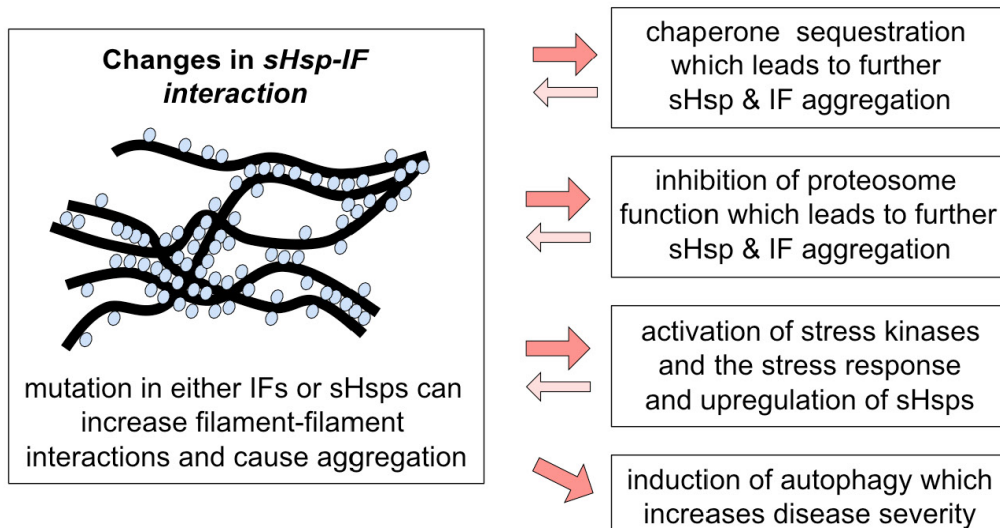 Changes in sHsp-IF
interaction
mutation in either IFs or sHsps can
increase filament-filament
interactions and cause aggregation
chaperone sequestration
which leads to further
sHsp & IF aggregation
inhibition of proteosome
function which leads to further
sHsp & IF aggregation
activation of stress kinases
and the stress response
and upregulation of sHsps
induction of autophagy which
increases disease severity